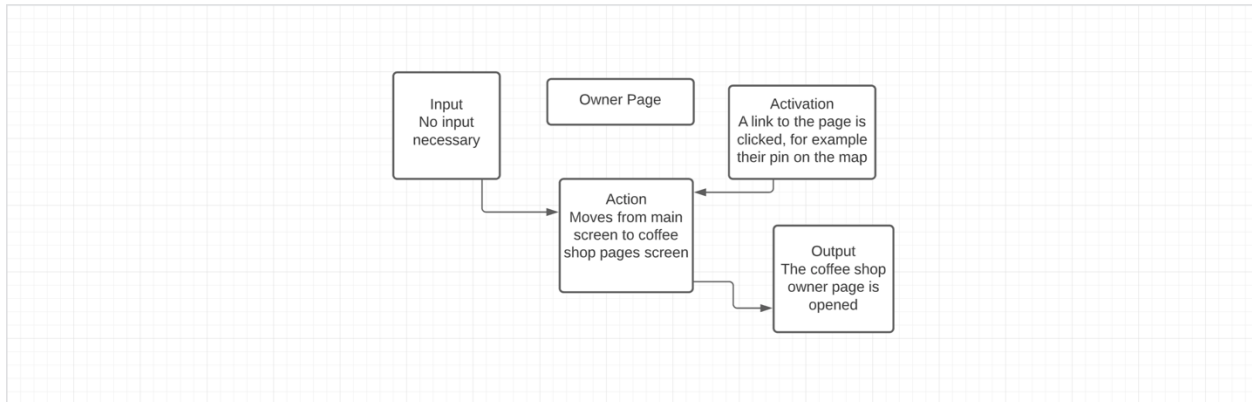 Input
No input
necessary
Owner Page
Activation
A link to the page is
clicked, for example
their pin on the map
Action
Moves from main
screen to coffee
shop pages screen
Output
The coffee shop
owner page is
opened